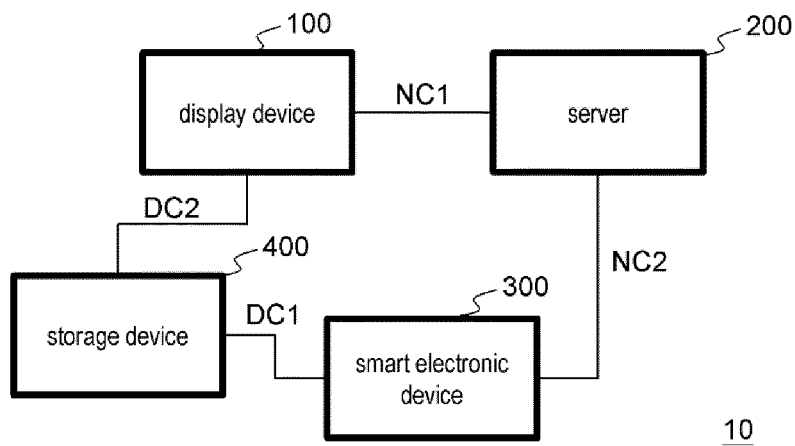 100
200
display device
NC1
server
DC2
400
NC2
300
DC1
storage device
smart electronic
device
10